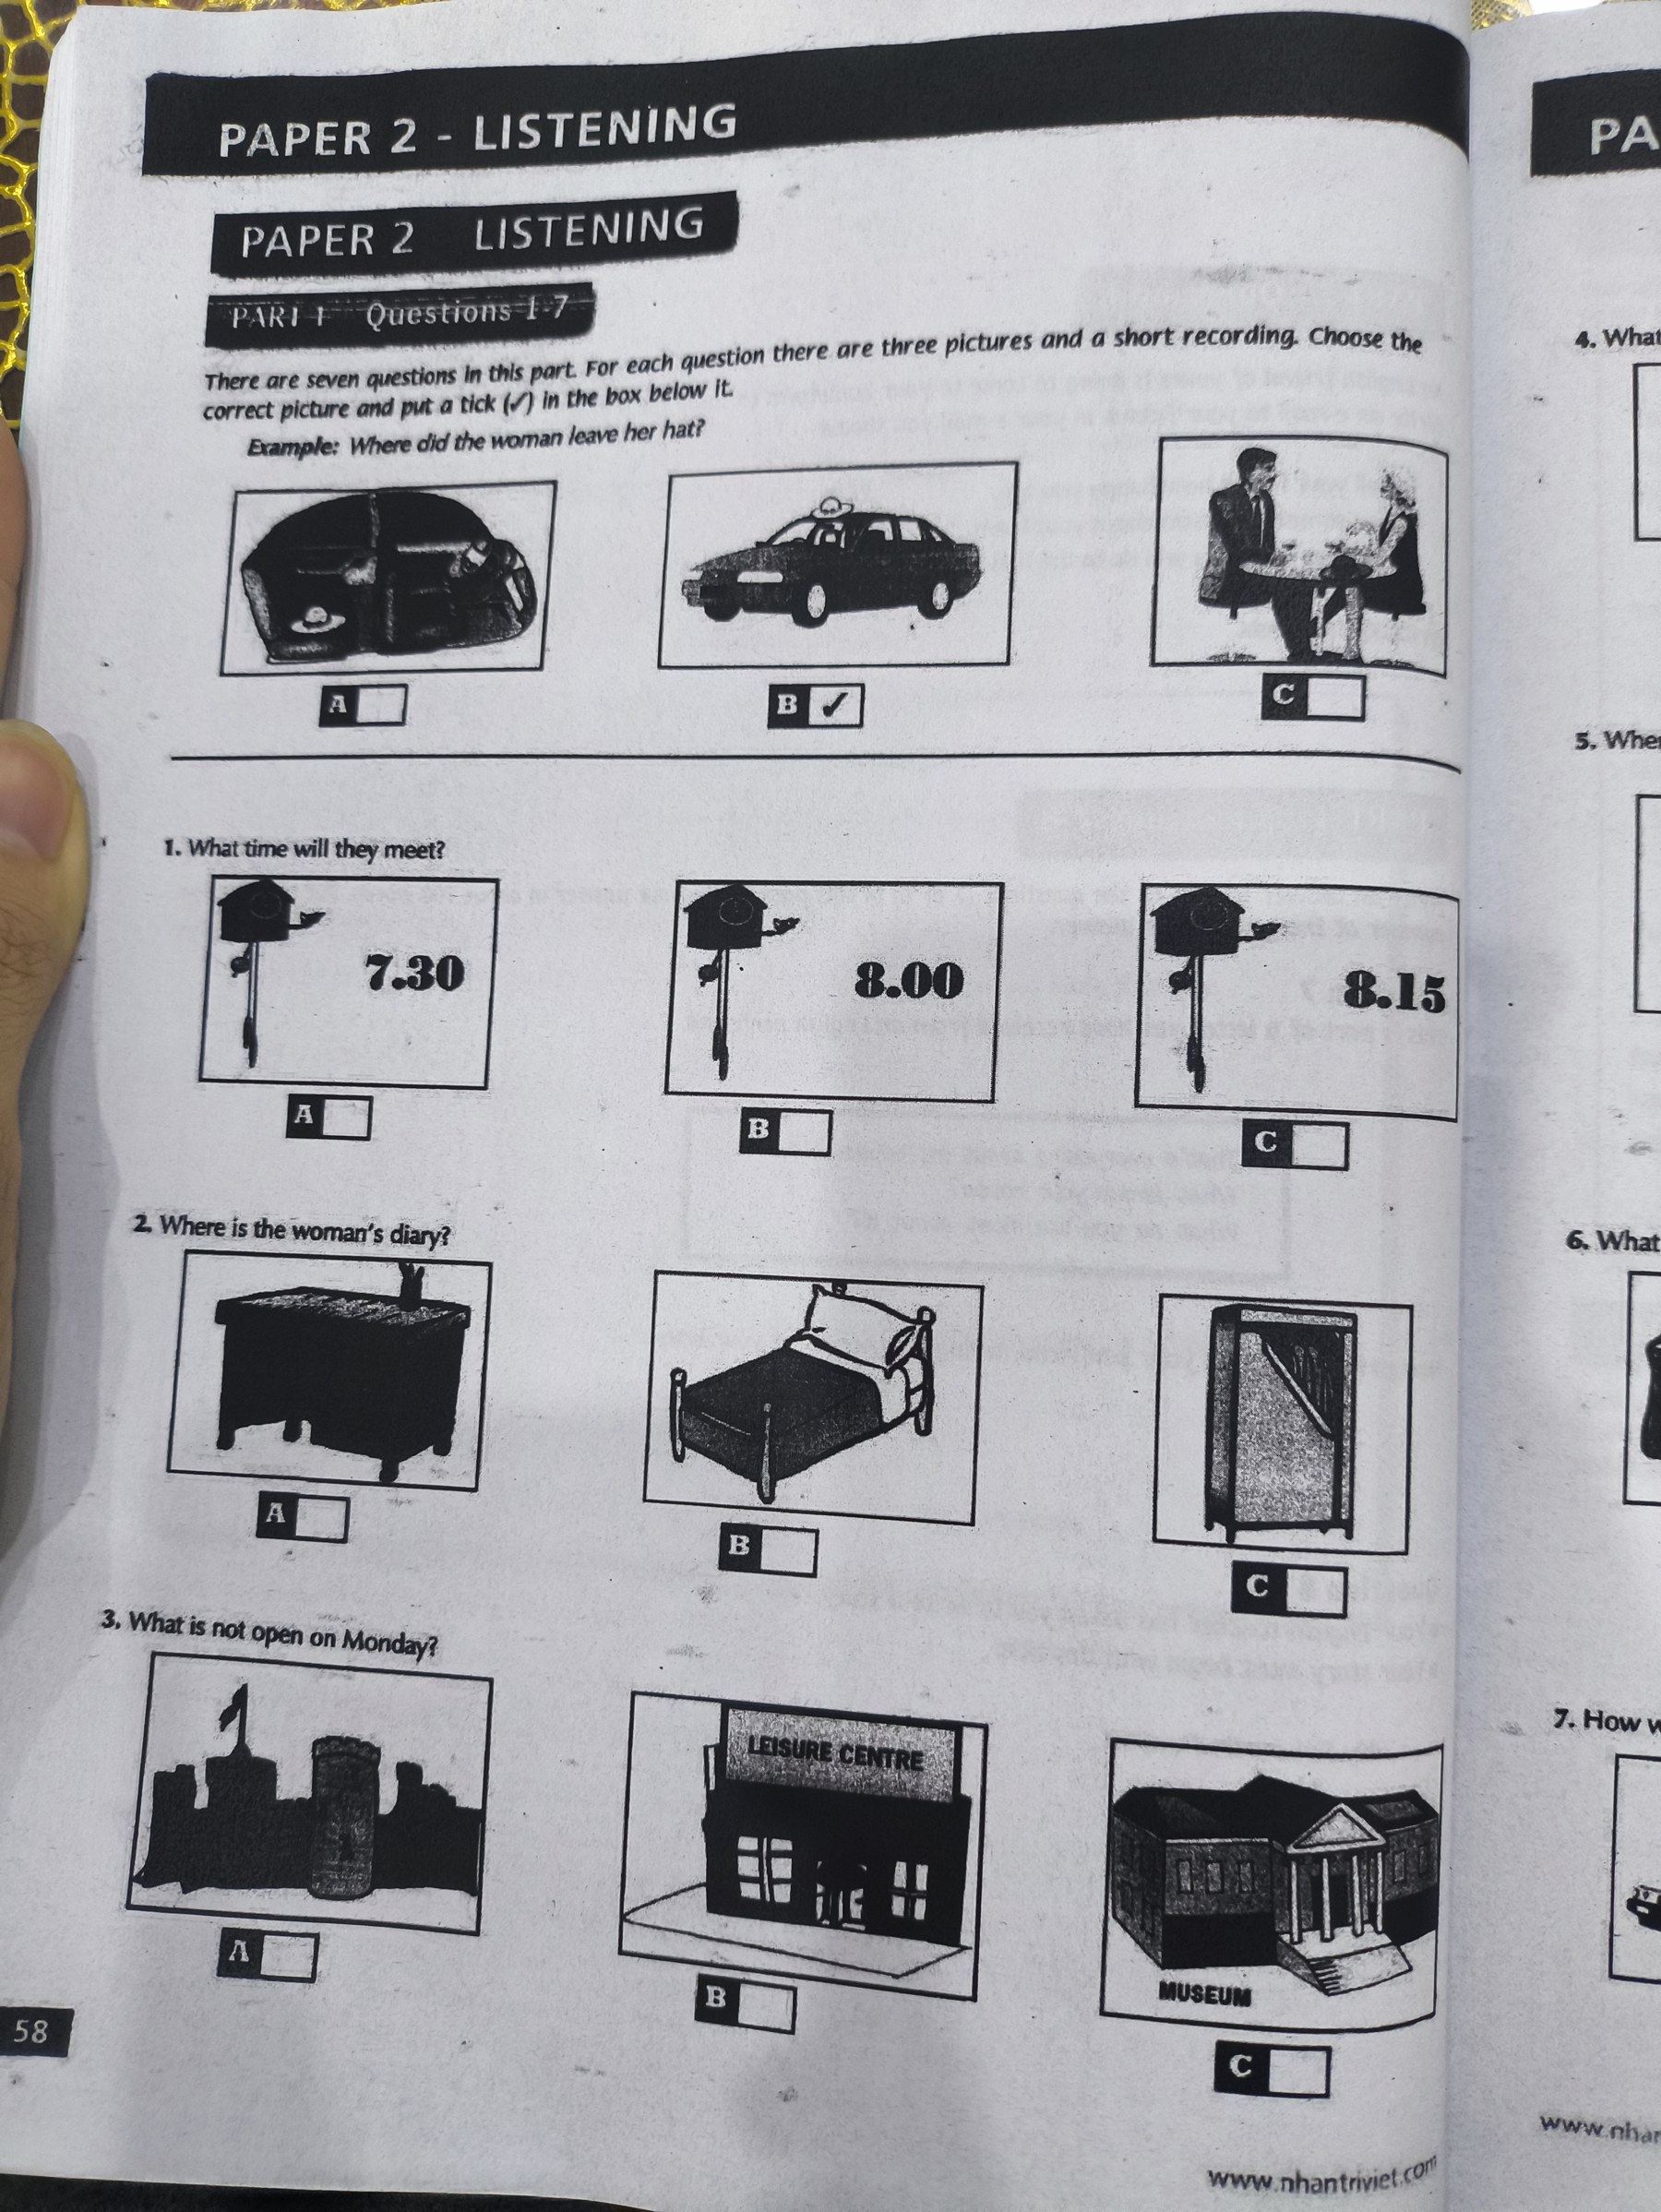 PAPER 2 - LISTENING
PAPER 2 LISTENING
PART 1 Questions 1-7
There are seven questions in this part. For each question there are three pictures and a short recording. Choose the
correct picture and put a tick (✓) in the box below it.
Example: Where did the woman leave her hat?
A
B ✓
C
1. What time will they meet?
7.30
8.00
8.15
A
B
C
2. Where is the woman's diary?
A
B
C
3. What is not open on Monday?
LEISURE CENTRE
MUSEUM
A
B
C
58
www.nhantriviet.com
PA
4. What
5. Wher
6. What
7. How w
www.nhan